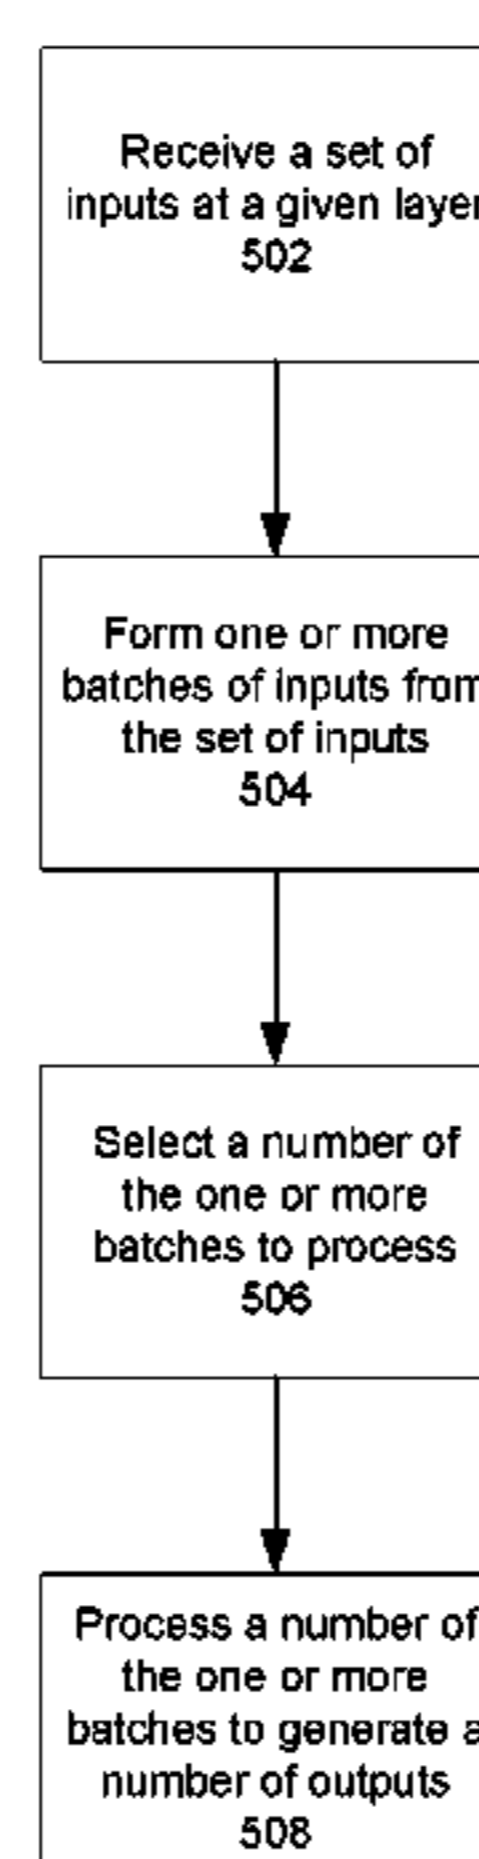 Receive a set of
inputs at a given layer
502
Form one or more
batches of inputs from
the set of inputs
504
Select a number of
the one or more
batches to process
506
Process a number of
the one or more
batches to generate a
number of outputs
508